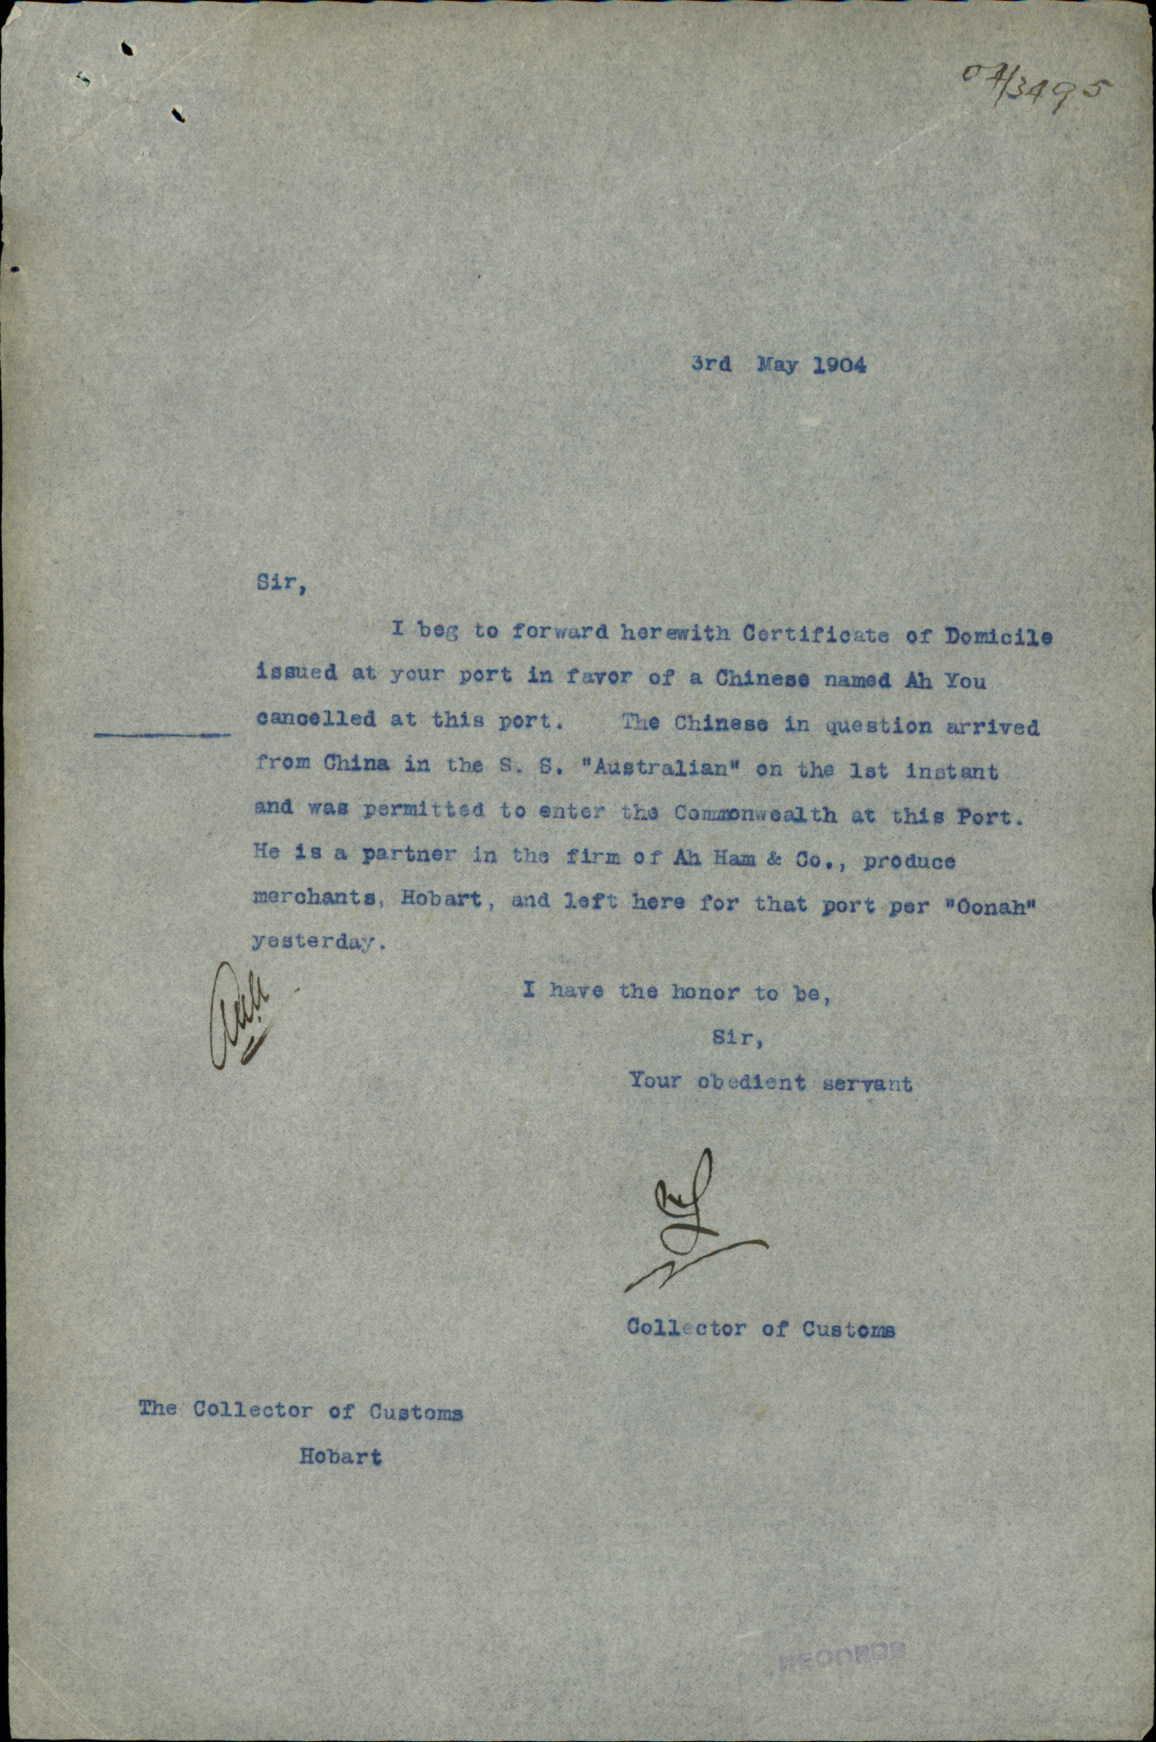 04/3495
3rd May 1904
Sir,
I beg to forward herewith Certificate of Domicile
issued at your port in favor of a Chinese named Ah You
cancelled at this port. The Chinese in question arrived
from China in the S. S. "Australian" on the 1st instant
and was permitted to enter the Commonwealth at this Port.
He is a partner in the firm of Ah Ham & Co., produce
merchants, Hobart, and left here for that port per "Oonah"
yesterday.
I have the honor to be,
Sir,
Your obedient servant
Collector of Customs
The Collector of Customs
Hobart
RECORDS